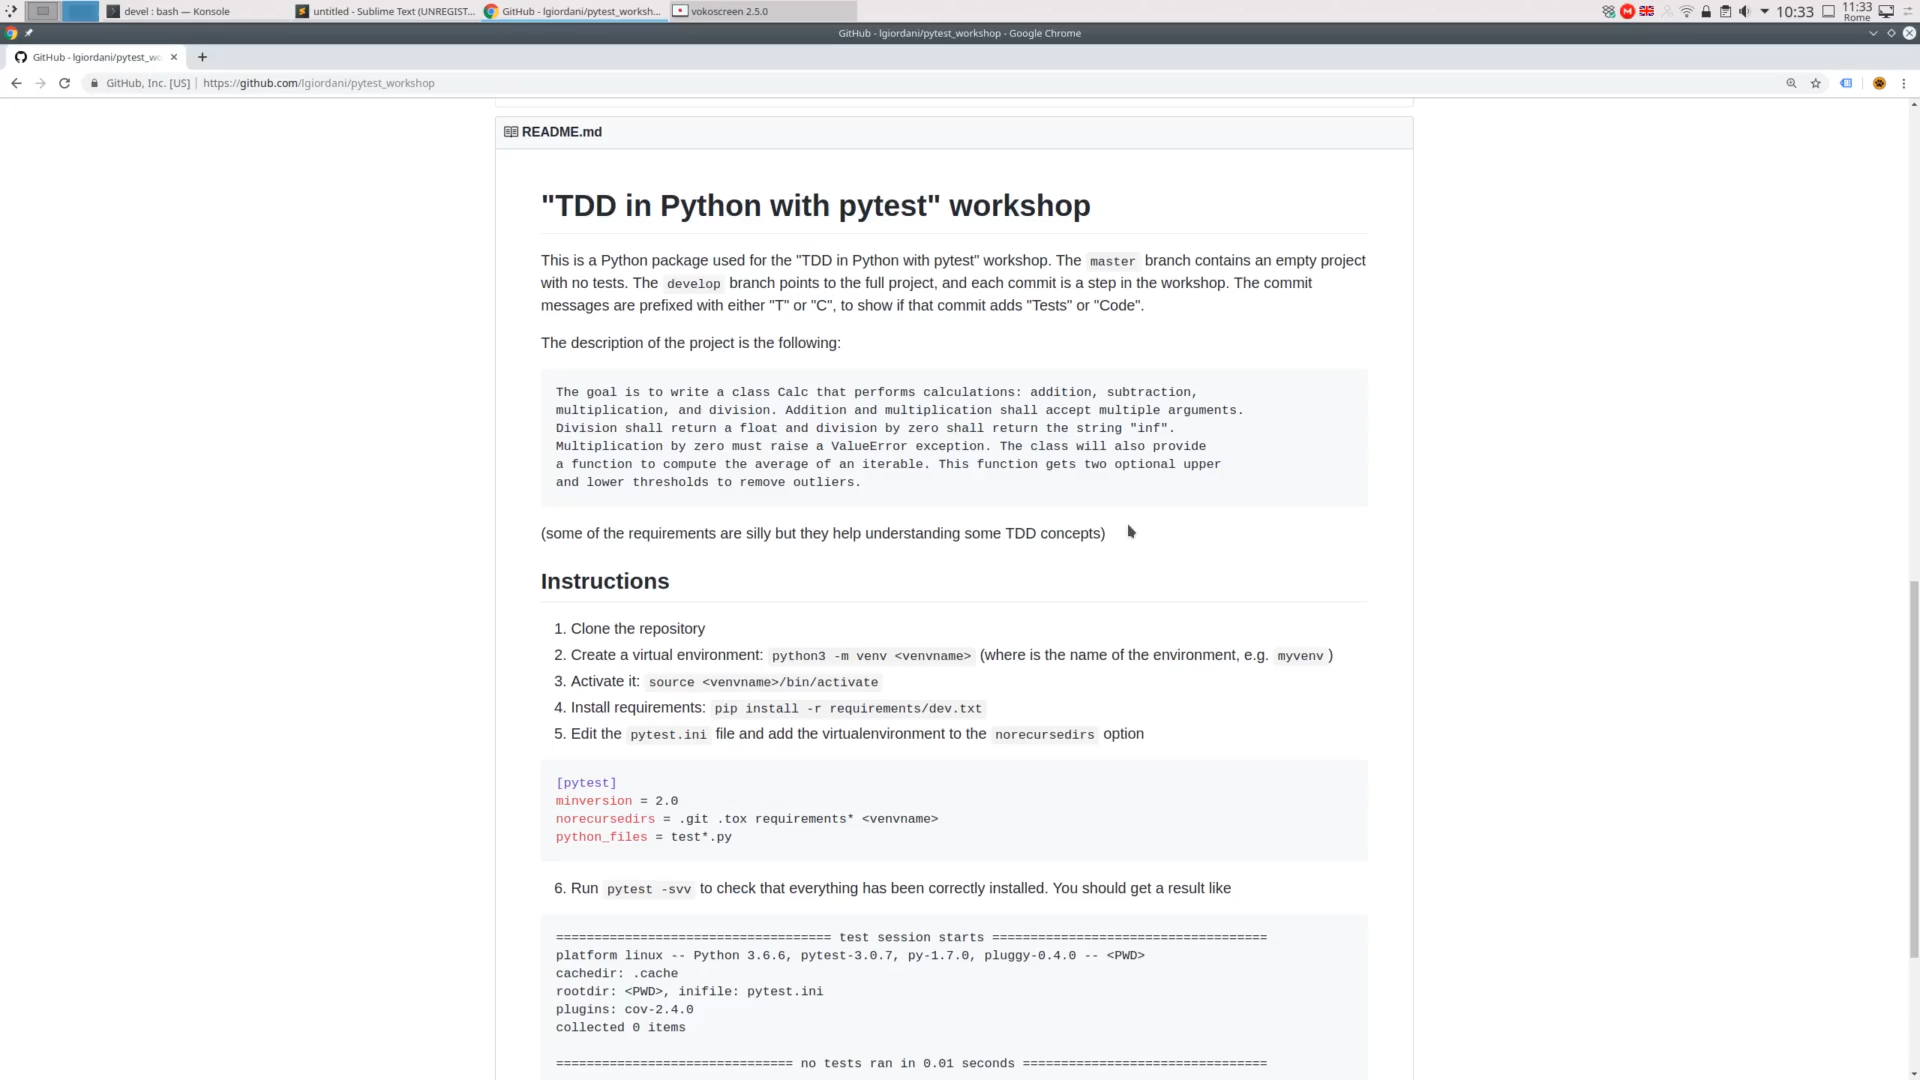 devel : bash — Konsole
untitled - Sublime Text (UNREGIST...
GitHub - lgiordani/pytest_worksh...
vokoscreen 2.5.0
10:33
11:33
Rome
GitHub - lgiordani/pytest_workshop - Google Chrome
GitHub - lgiordani/pytest_wo
GitHub, Inc. [US] | https://github.com/lgiordani/pytest_workshop
README.md
"TDD in Python with pytest" workshop
This is a Python package used for the "TDD in Python with pytest" workshop. The master branch contains an empty project
with no tests. The develop branch points to the full project, and each commit is a step in the workshop. The commit
messages are prefixed with either "T" or "C", to show if that commit adds "Tests" or "Code".
The description of the project is the following:
The goal is to write a class Calc that performs calculations: addition, subtraction,
multiplication, and division. Addition and multiplication shall accept multiple arguments.
Division shall return a float and division by zero shall return the string "inf".
Multiplication by zero must raise a ValueError exception. The class will also provide
a function to compute the average of an iterable. This function gets two optional upper
and lower thresholds to remove outliers.
(some of the requirements are silly but they help understanding some TDD concepts)
Instructions
1. Clone the repository
2. Create a virtual environment: python3 -m venv <venvname> (where is the name of the environment, e.g. myvenv )
3. Activate it: source <venvname>/bin/activate
4. Install requirements: pip install -r requirements/dev.txt
5. Edit the pytest.ini file and add the virtualenvironment to the norecursedirs option
[pytest]
minversion = 2.0
norecursedirs = .git .tox requirements* <venvname>
python_files = test*.py
6. Run pytest -svv to check that everything has been correctly installed. You should get a result like
==================================== test session starts ====================================
platform linux -- Python 3.6.6, pytest-3.0.7, py-1.7.0, pluggy-0.4.0 -- <PWD>
cachedir: .cache
rootdir: <PWD>, inifile: pytest.ini
plugins: cov-2.4.0
collected 0 items
=============================== no tests ran in 0.01 seconds ================================